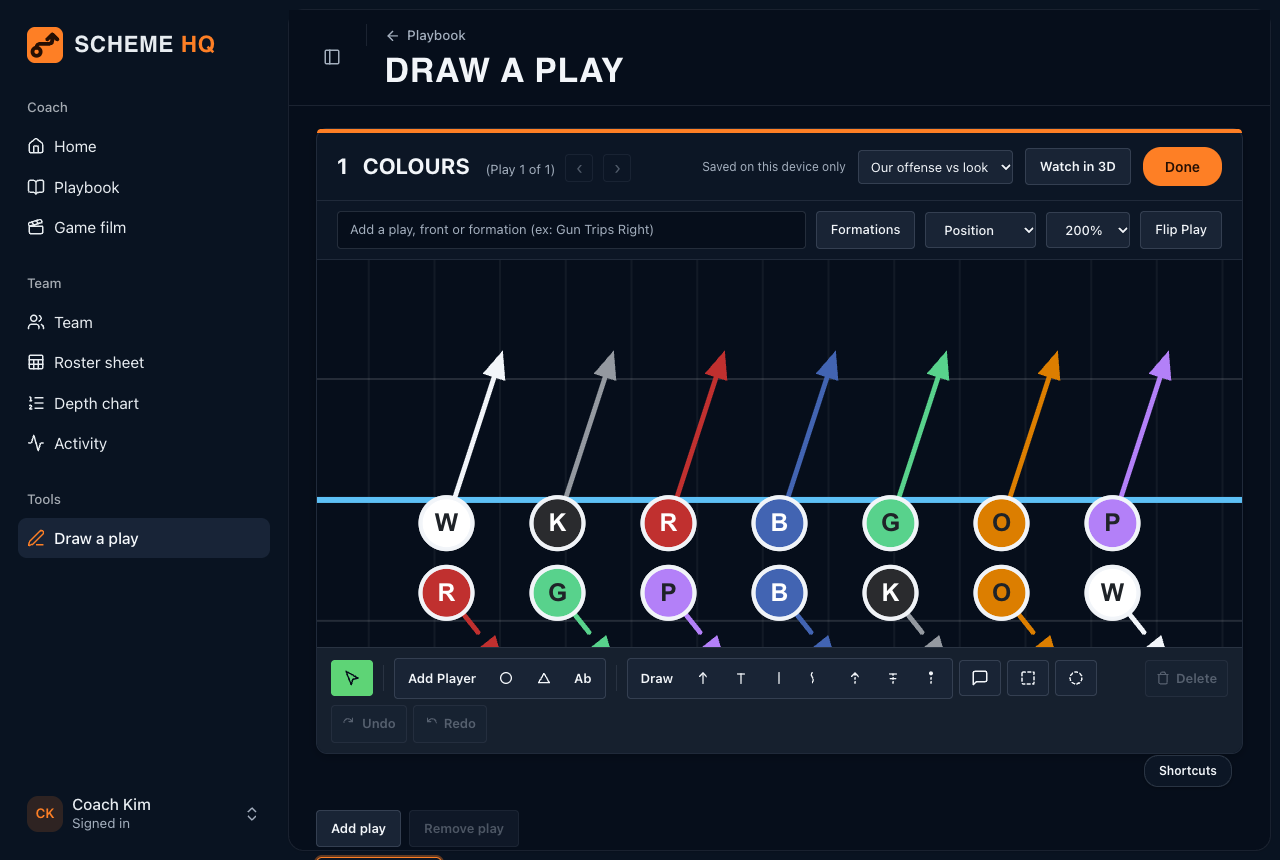 SCHEME HQ
Coach
Home
Playbook
Game film
Team
Team
Roster sheet
Depth chart
Activity
Tools
Draw a play
CK
Coach Kim
Signed in
Playbook
DRAW A PLAY
1 COLOURS (Play 1 of 1)
Saved on this device only
Our offense vs look
Watch in 3D
Done
Add a play, front or formation (ex: Gun Trips Right)
Formations
Position
200%
Flip Play
W K R B G O P
R G P B K O W
Add Player
Ab
Draw
Delete
Undo
Redo
Shortcuts
Add play
Remove play